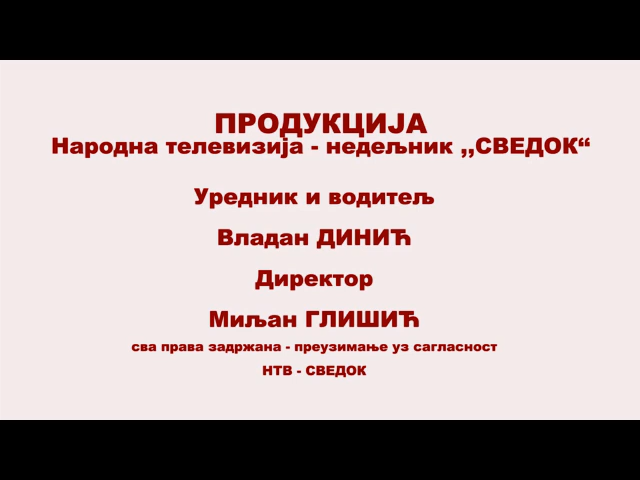 ПРОДУКЦИЈА
Народна телевизија - недељник ,,СВЕДОК“
Уредник и водитељ
Владан ДИНИЋ
Директор
Миљан ГЛИШИЋ
сва права задржана - преузимање уз сагласност
НТВ - СВЕДОК